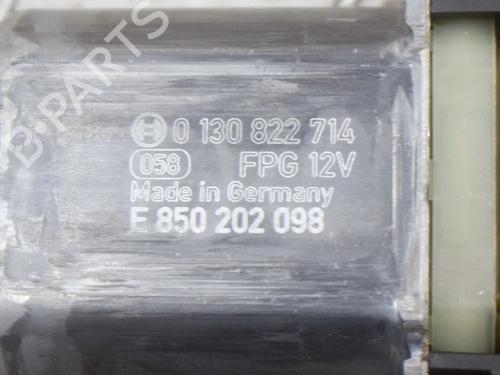 B-PARTS
0 130 822 714
058 FPG 12V
Made in Germany
E 850 202 098